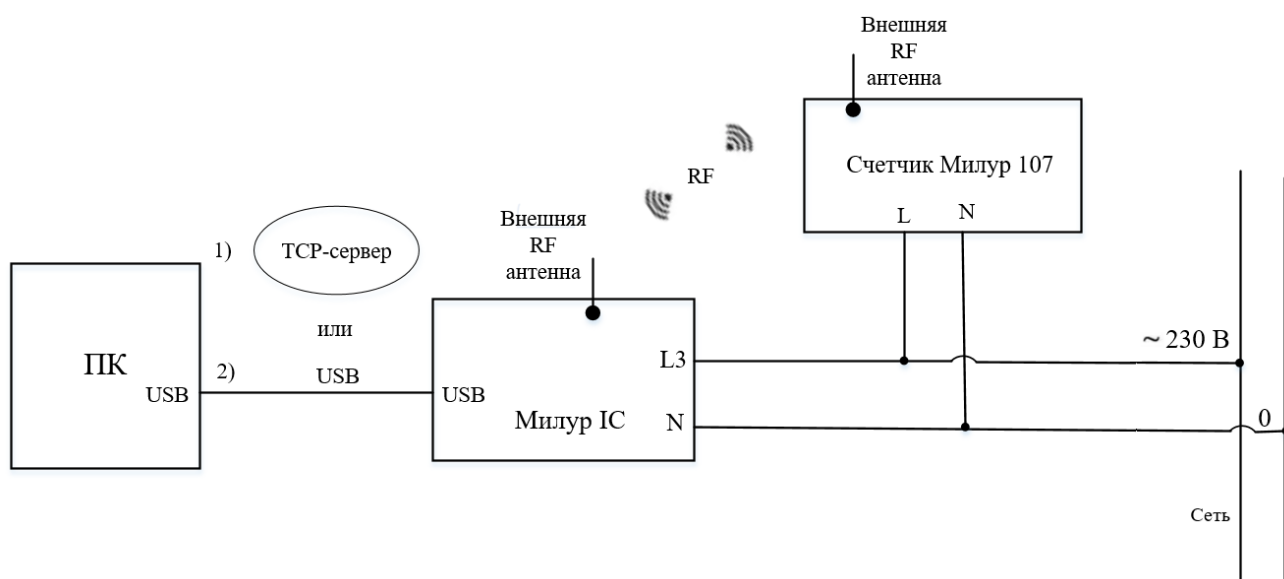 Внешняя
RF
антенна
Счетчик Милур 107
L
N
RF
Внешняя
RF
антенна
1)
TCP-сервер
или
2)
USB
ПК
USB
USB
Милур IC
L3
N
~ 230 В
0
Сеть